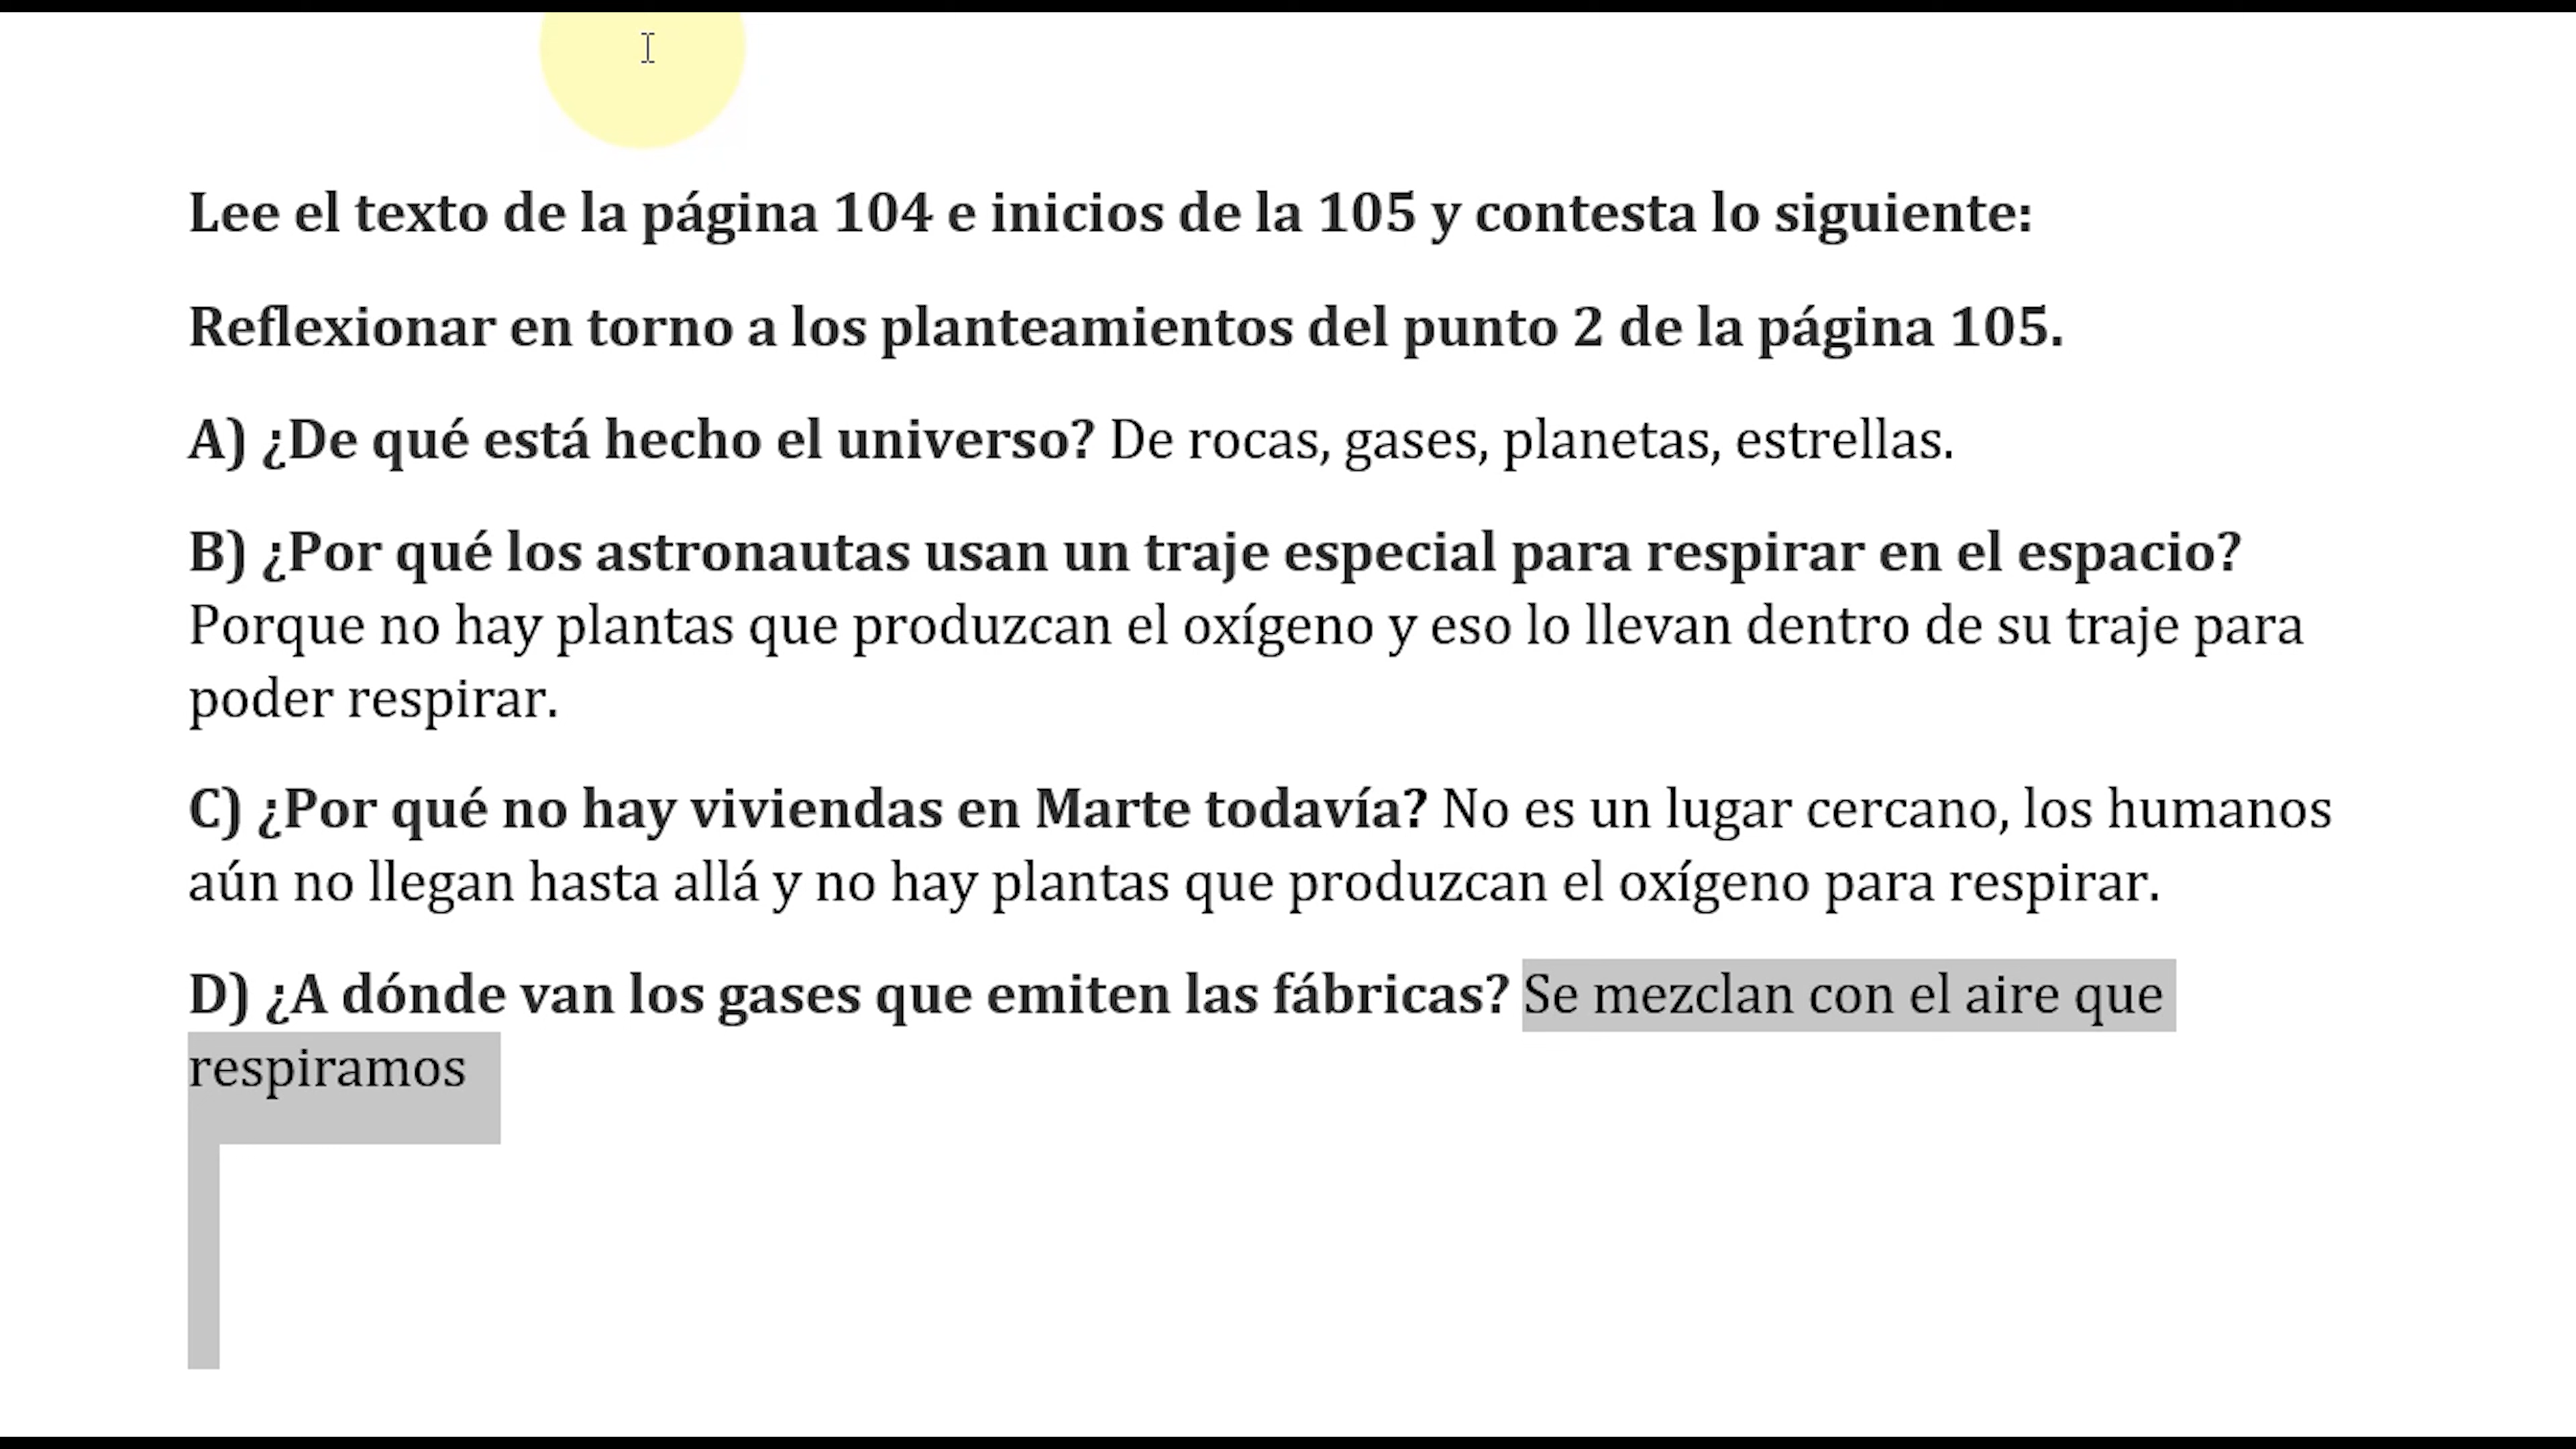 Lee el texto de la página 104 e inicios de la 105 y contesta lo siguiente:
Reflexionar en torno a los planteamientos del punto 2 de la página 105.
A) ¿De qué está hecho el universo? De rocas, gases, planetas, estrellas.
B) ¿Por qué los astronautas usan un traje especial para respirar en el espacio?
Porque no hay plantas que produzcan el oxígeno y eso lo llevan dentro de su traje para
poder respirar.
C) ¿Por qué no hay viviendas en Marte todavía? No es un lugar cercano, los humanos
aún no llegan hasta allá y no hay plantas que produzcan el oxígeno para respirar.
D) ¿A dónde van los gases que emiten las fábricas? Se mezclan con el aire que
respiramos